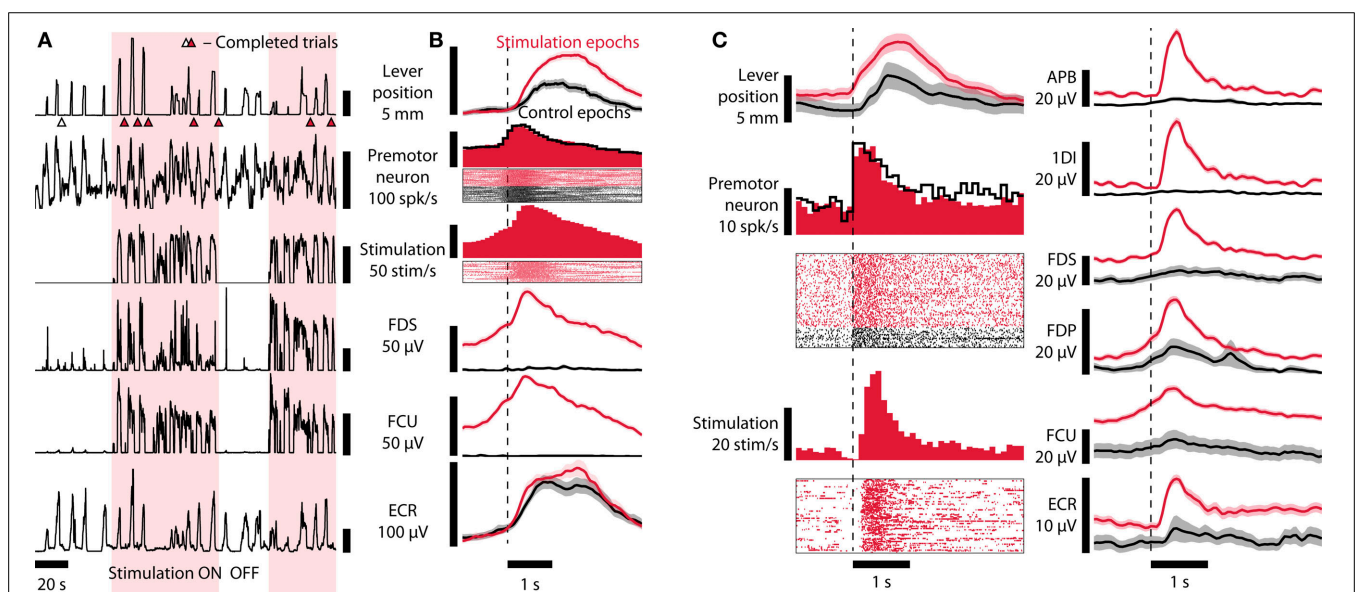 A
– Completed trials
20 s
Stimulation ON OFF
B
Stimulation epochs
Lever
position
5 mm
Control epochs
Premotor
neuron
100 spk/s
Stimulation
50 stim/s
FDS
50 µV
FCU
50 µV
ECR
100 µV
1 s
C
Lever
position
5 mm
Premotor
neuron
10 spk/s
Stimulation
20 stim/s
1 s
APB
20 µV
1DI
20 µV
FDS
20 µV
FDP
20 µV
FCU
20 µV
ECR
10 µV
1 s